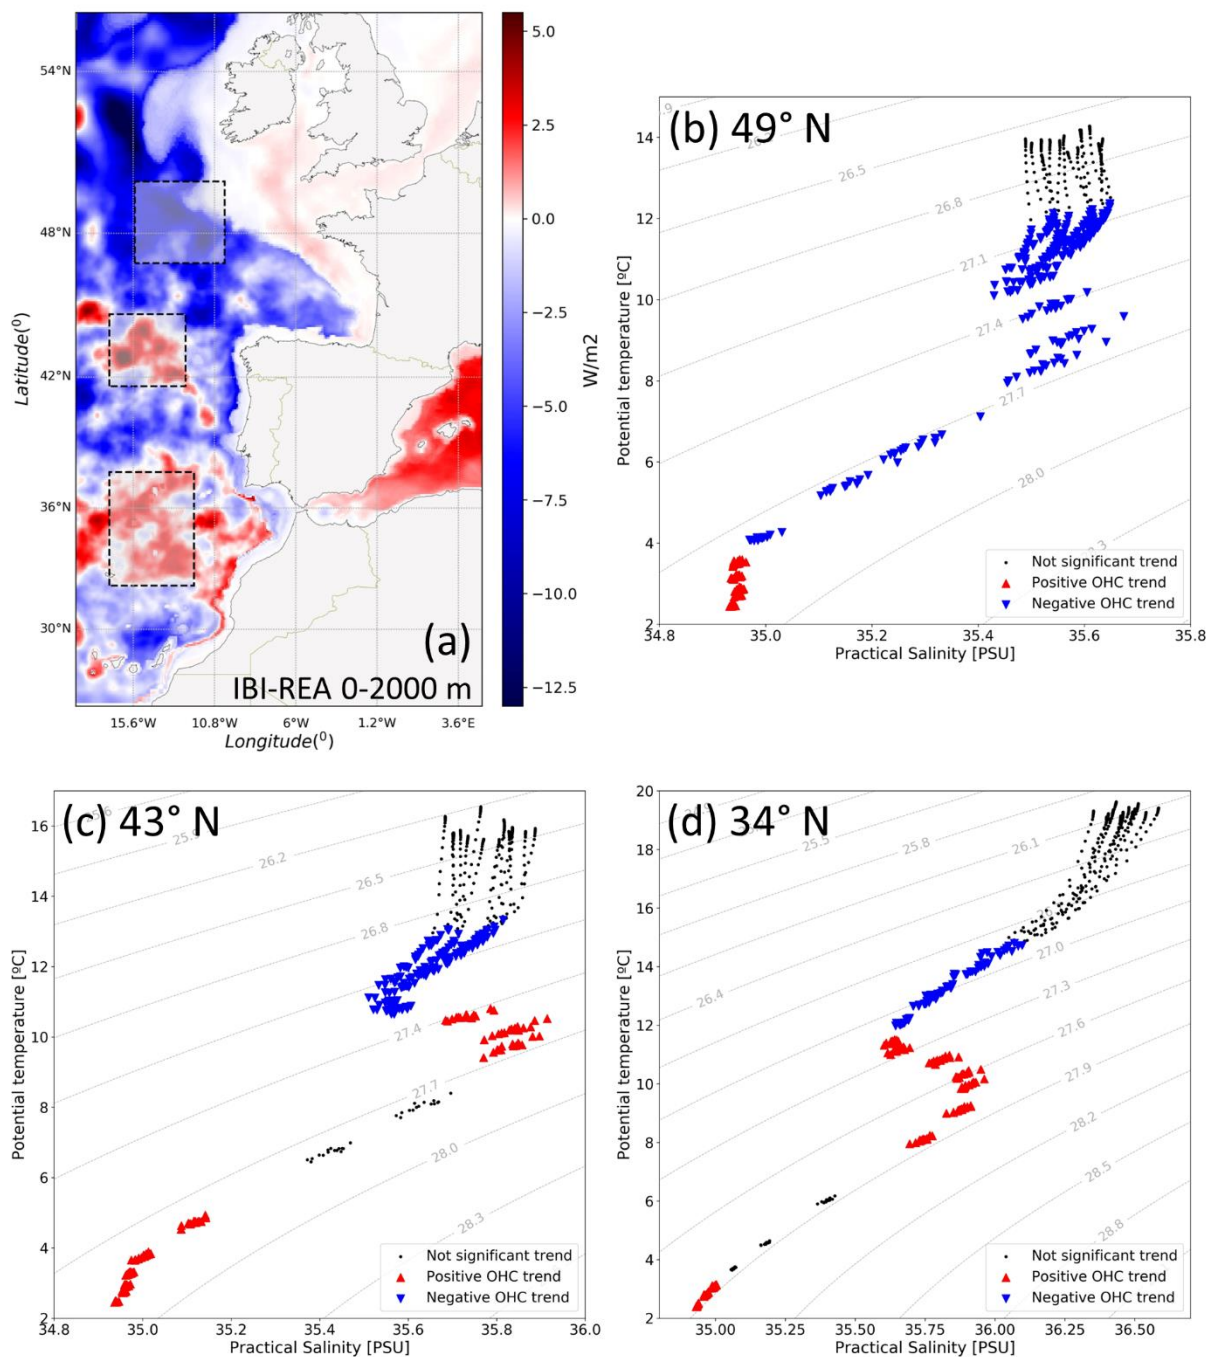 54°N
48°N
42°N
36°N
30°N
Latitude(⁰)
15.6°W
10.8°W
6°W
1.2°W
3.6°E
Longitude(⁰)
(a)
IBI-REA 0-2000 m
5.0
2.5
0.0
−2.5
−5.0
−7.5
−10.0
−12.5
W/m2
(b) 49° N
14
12
10
8
6
4
2
Potential temperature [ºC]
26.5
26.8
27.1
27.4
27.7
28.0
Not significant trend
Positive OHC trend
Negative OHC trend
34.8
35.0
35.2
35.4
35.6
35.8
Practical Salinity [PSU]
(c) 43° N
16
14
12
10
8
6
4
2
Potential temperature [ºC]
26.2
26.5
26.8
27.4
27.7
28.0
28.3
Not significant trend
Positive OHC trend
Negative OHC trend
34.8
35.0
35.2
35.4
35.6
35.8
36.0
Practical Salinity [PSU]
(d) 34° N
20
18
16
14
12
10
8
6
4
2
Potential temperature [ºC]
25.5
25.8
26.1
26.4
27.0
27.3
27.6
27.9
28.2
28.5
28.8
Not significant trend
Positive OHC trend
Negative OHC trend
35.00
35.25
35.50
35.75
36.00
36.25
36.50
Practical Salinity [PSU]